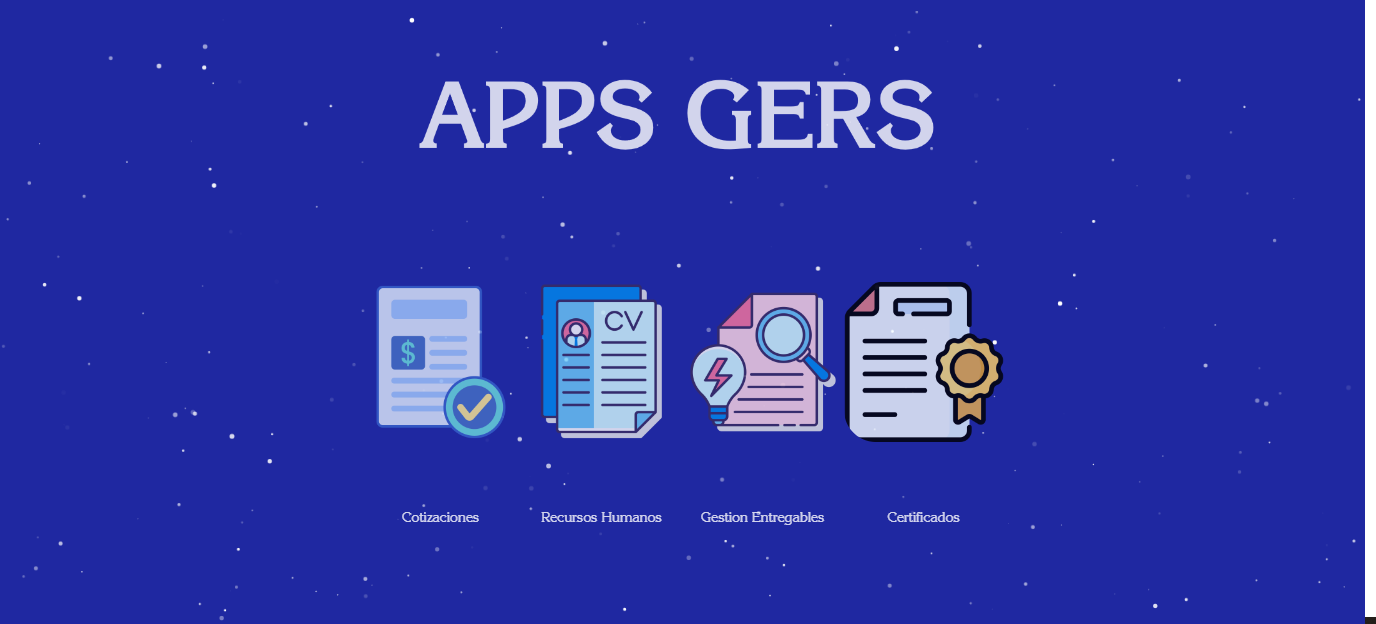 APPS GERS
$
CV
Cotizaciones
Recursos Humanos
Gestion Entregables
Certificados